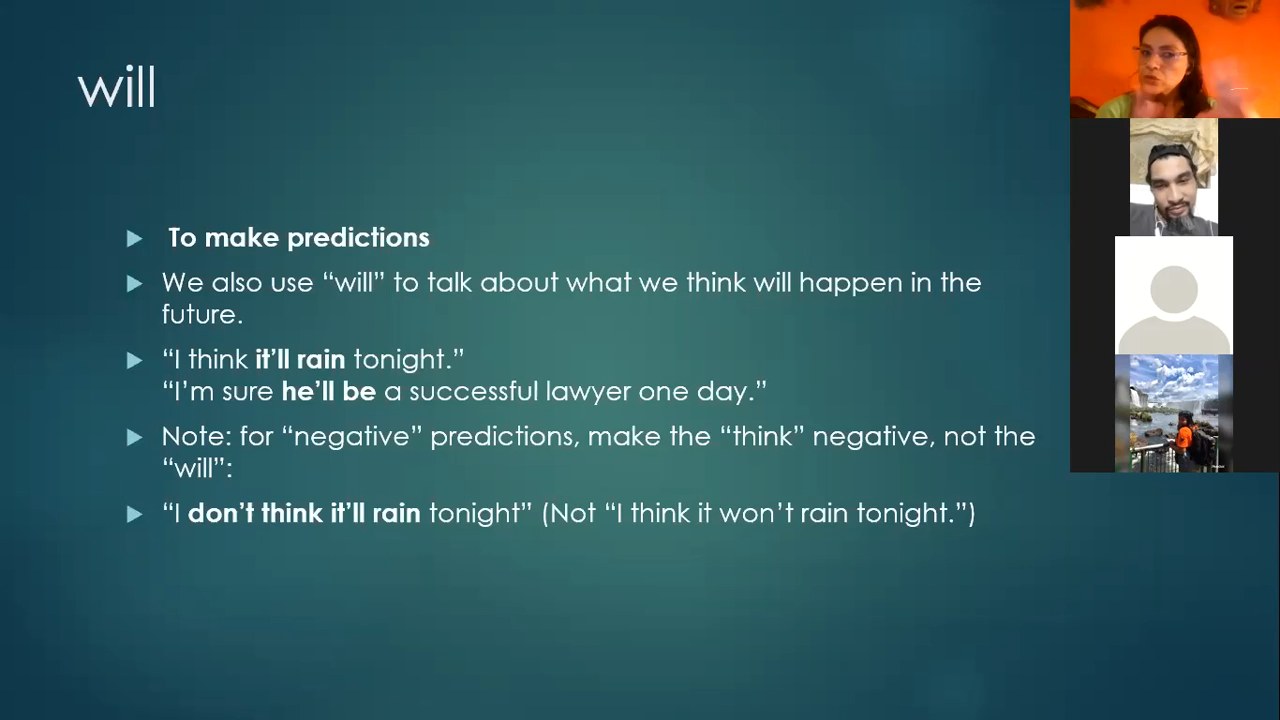 will
To make predictions
We also use “will” to talk about what we think will happen in the
future.
“I think it’ll rain tonight.”
“I’m sure he’ll be a successful lawyer one day.”
Note: for “negative” predictions, make the “think” negative, not the
“will”:
“I don’t think it’ll rain tonight” (Not “I think it won’t rain tonight.”)